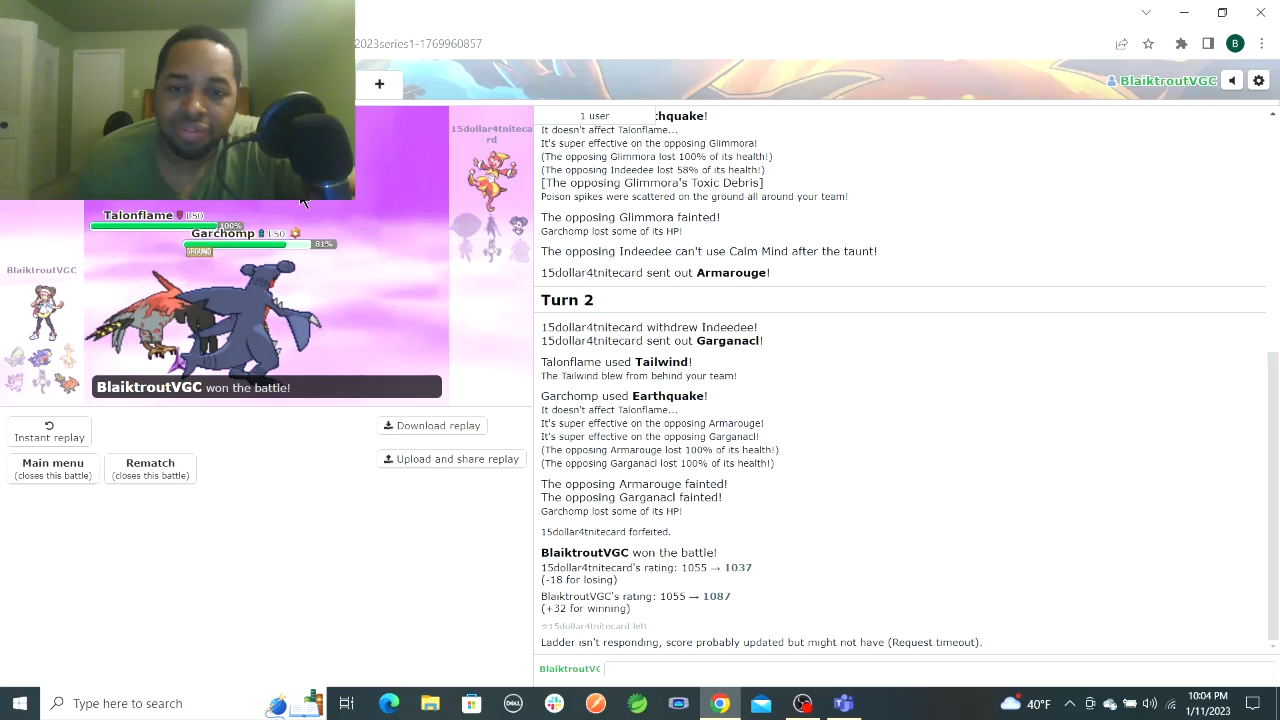 2023series1-1769960857
B
+
BlaiktroutVGC
1 user
thquake!
It doesn't affect Talonflame...
It's super effective on the opposing Glimmora!
(The opposing Glimmora lost 100% of its health!)
(The opposing Indeedee lost 58% of its health!)
[The opposing Glimmora's Toxic Debris]
Poison spikes were scattered on the ground all around your team!
The opposing Glimmora fainted!
Garchomp lost some of its HP!
The opposing Indeedee can't use Calm Mind after the taunt!
15dollar4tnitecard sent out Armarouge!
Turn 2
15dollar4tnitecard withdrew Indeedee!
15dollar4tnitecard sent out Garganacl!
Talonflame used Tailwind!
The Tailwind blew from behind your team!
Garchomp used Earthquake!
It doesn't affect Talonflame...
It's super effective on the opposing Armarouge!
It's super effective on the opposing Garganacl!
(The opposing Armarouge lost 100% of its health!)
(The opposing Garganacl lost 100% of its health!)
The opposing Armarouge fainted!
The opposing Garganacl fainted!
Garchomp lost some of its HP!
15dollar4tnitecard forfeited.
BlaiktroutVGC won the battle!
15dollar4tnitecard's rating: 1055 → 1037
(-18 for losing)
BlaiktroutVGC's rating: 1055 → 1087
(+32 for winning)
☆15dollar4tnitecard left
Ladder isn't responding, score probably updated but might not have (Request timeout).
BlaiktroutVG
15dollar4tniteca
rd
Talonflame L50
100%
Garchomp L50
81%
GROUND
BlaiktroutVGC
BlaiktroutVGC won the battle!
Instant replay
Download replay
Main menu
(closes this battle)
Rematch
(closes this battle)
Upload and share replay
Type here to search
DELL
40°F
10:04 PM
1/11/2023